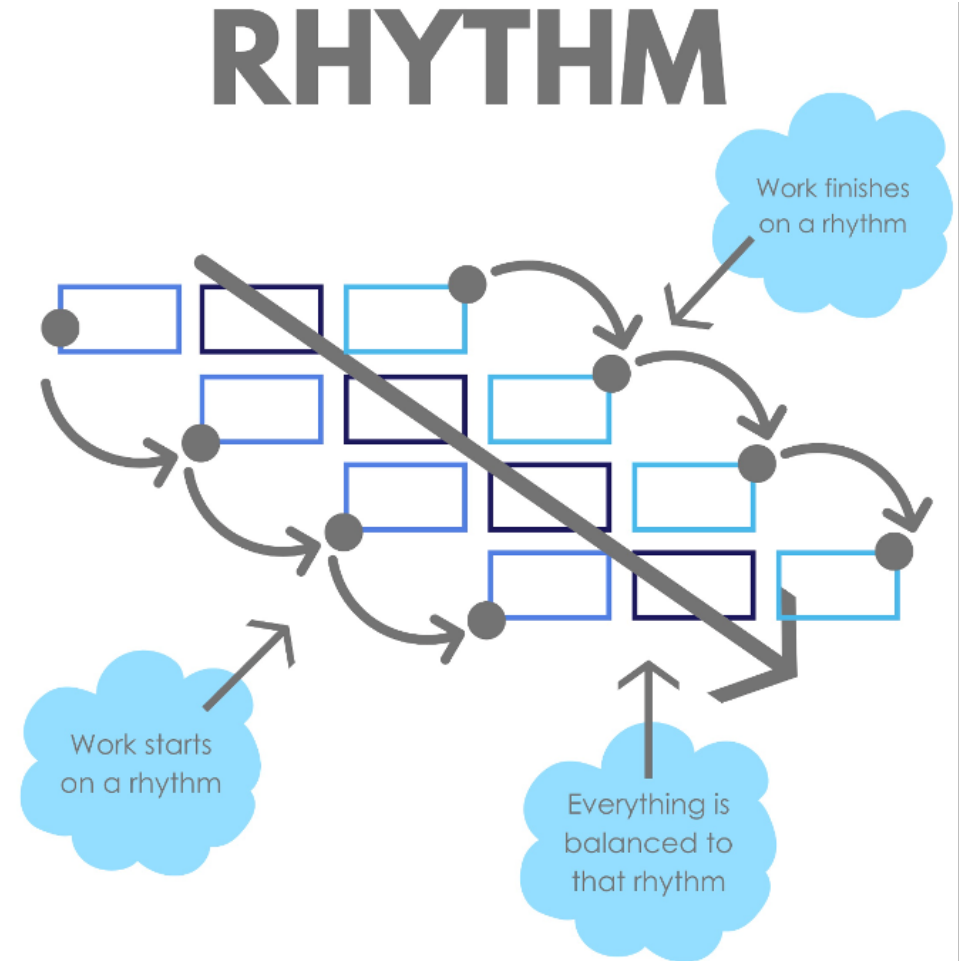 RHYTHM
Work finishes
on a rhythm
Work starts
on a rhythm
Everything is
balanced to
that rhythm